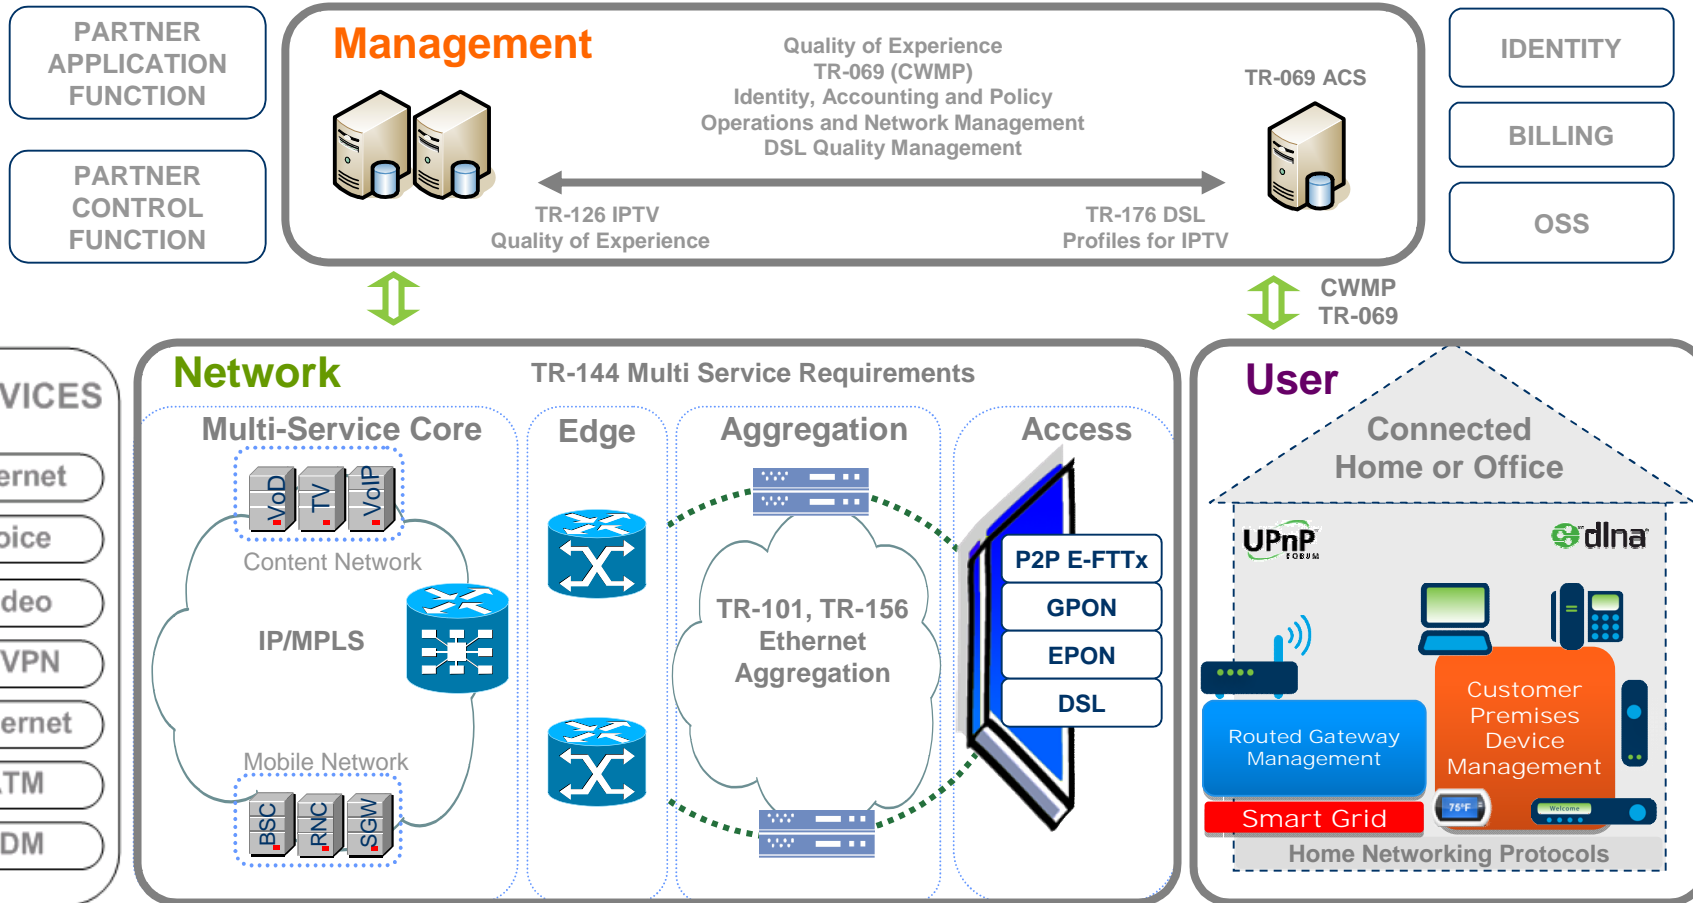 PARTNER
APPLICATION
FUNCTION
PARTNER
CONTROL
FUNCTION
Management
Quality of Experience
TR-069 (CWMP)
Identity, Accounting and Policy
Operations and Network Management
DSL Quality Management
TR-069 ACS
TR-126 IPTV
Quality of Experience
TR-176 DSL
Profiles for IPTV
IDENTITY
BILLING
OSS
CWMP
TR-069
VICES
ernet
oice
deo
VPN
ernet
TM
DM
Network
TR-144 Multi Service Requirements
Multi-Service Core
VoD
TV
VoIP
Content Network
IP/MPLS
Mobile Network
BSC
RNC
SGW
Edge
Aggregation
TR-101, TR-156
Ethernet
Aggregation
Access
P2P E-FTTx
GPON
EPON
DSL
User
Connected
Home or Office
UPnP
FORUM
dlna
Routed Gateway
Management
Smart Grid
Customer
Premises
Device
Management
75°F
Welcome
Home Networking Protocols